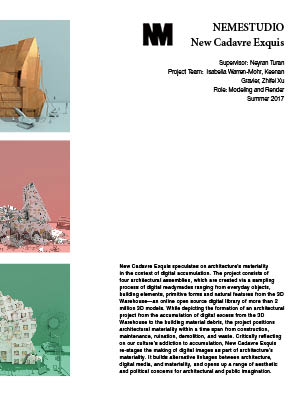 NM
NEMESTUDIO
New Cadavre Exquis
Supervisor: Neyran Turan
Project Team: Isabella Warren-Mohr, Keenan
Gravier, Zhifei Xu
Role: Modeling and Render
Summer 2017
New Cadavre Exquis speculates on architecture's materiality
in the context of digital accumulation. The project consists of
four architectural assemblies, which are created via a sampling
process of digital readymades ranging from everyday objects,
building elements, primitive forms and natural features from the 3D
Warehouse—an online open source digital library of more than 2
million 3D models. While depicting the formation of an architectural
project from the accumulation of digital excess from the 3D
Warehouse to the building material debris, the project positions
architectural materiality within a time span from construction,
maintenance, ruination, demolition, and waste. Critically reflecting
on our culture's addiction to accumulation, New Cadavre Exquis
re-stages the making of digital images as part of architecture's
materiality. It builds alternative linkages between architecture,
digital media, and materiality, and opens up a range of aesthetic
and political concerns for architectural and public imagination.